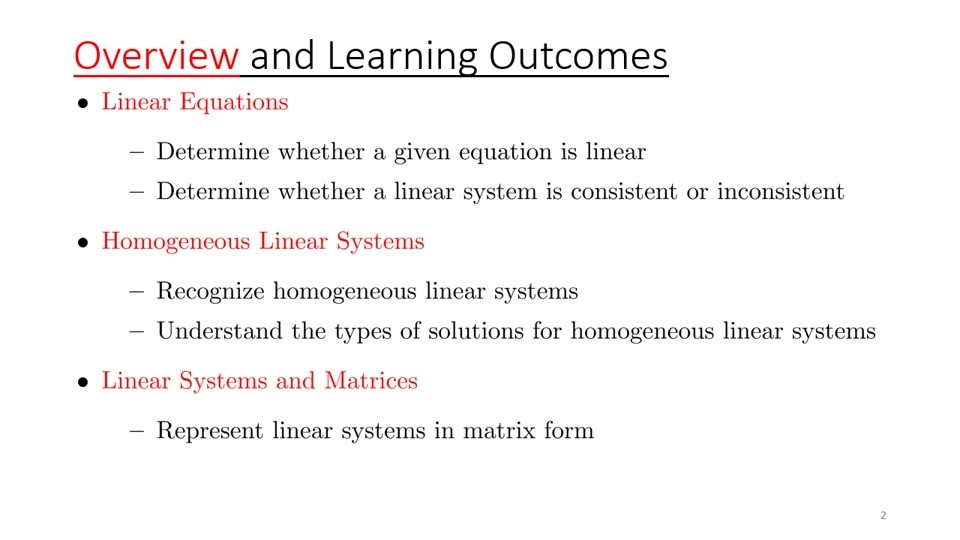 Overview and Learning Outcomes
• Linear Equations
– Determine whether a given equation is linear
– Determine whether a linear system is consistent or inconsistent
• Homogeneous Linear Systems
– Recognize homogeneous linear systems
– Understand the types of solutions for homogeneous linear systems
• Linear Systems and Matrices
– Represent linear systems in matrix form
2